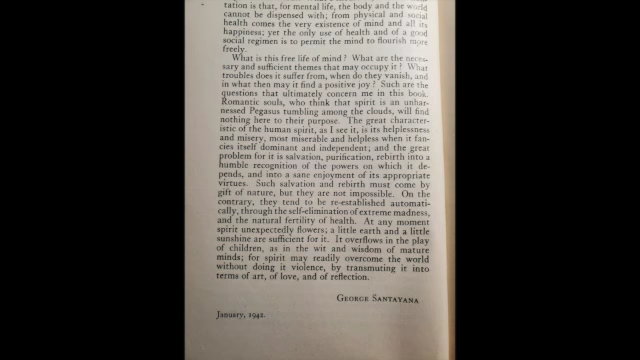 tation is that, for mental life, the body and the world
cannot be dispensed with; from physical and social
health comes the very existence of mind and all its
happiness; yet the only use of health and of a good
social regimen is to permit the mind to flourish more
freely.
What is this free life of mind? What are the neces-
sary and sufficient themes that may occupy it? What
troubles does it suffer from, when do they vanish, and
in what then may it find a positive joy? Such are the
questions that ultimately concern me in this book.
Romantic souls, who think that spirit is an unhar-
nessed Pegasus tumbling among the clouds, will find
nothing here to their purpose. The great character-
istic of the human spirit, as I see it, is its helplessness
and misery, most miserable and helpless when it fan-
cies itself dominant and independent; and the great
problem for it is salvation, purification, rebirth into a
humble recognition of the powers on which it de-
pends, and into a sane enjoyment of its appropriate
virtues. Such salvation and rebirth must come by
gift of nature, but they are not impossible. On the
contrary, they tend to be re-established automati-
cally, through the self-elimination of extreme madness,
and the natural fertility of health. At any moment
spirit unexpectedly flowers; a little earth and a little
sunshine are sufficient for it. It overflows in the play
of children, as in the wit and wisdom of mature
minds; for spirit may readily overcome the world
without doing it violence, by transmuting it into
terms of art, of love, and of reflection.
George Santayana
January, 1942.